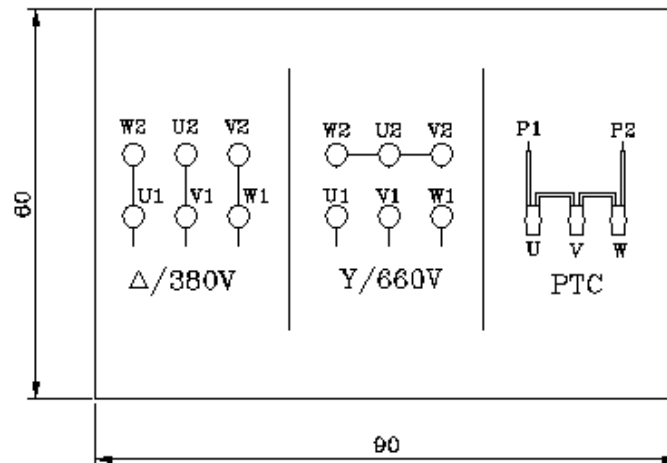 W2 U2 V2
U1 V1 W1
△/380V
W2 U2 V2
U1 V1 W1
Y/660V
P1 P2
U V W
PTC
60
90